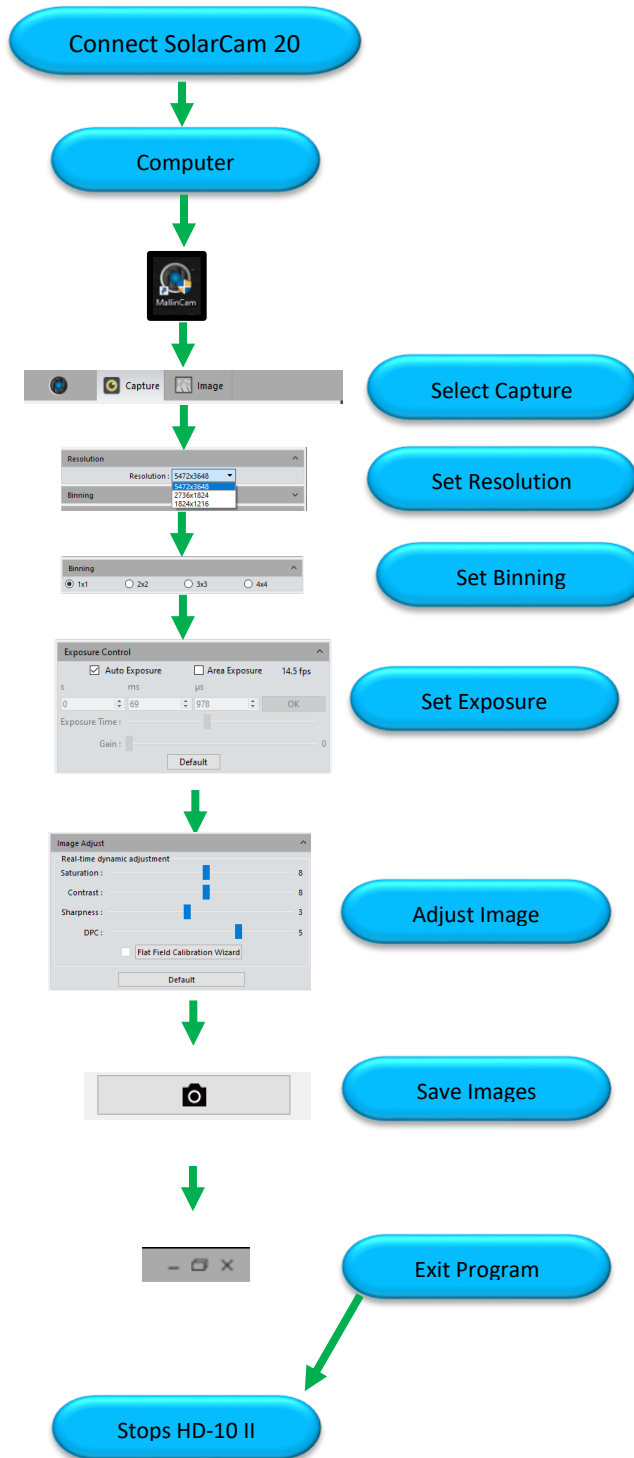 Connect SolarCam 20
Computer
MallinCam
Capture Image
Select Capture
Resolution
Resolution : 5472x3648
5472x3648
2736x1824
1824x1216
Binning
Set Resolution
Binning
1x1 2x2 3x3 4x4
Set Binning
Exposure Control
Auto Exposure Area Exposure 14.5 fps
s ms µs
0 69 978 OK
Exposure Time :
Gain : 0
Default
Set Exposure
Image Adjust
Real-time dynamic adjustment
Saturation : 8
Contrast : 8
Sharpness : 3
DPC : 5
Flat Field Calibration Wizard
Default
Adjust Image
Save Images
Exit Program
Stops HD-10 II